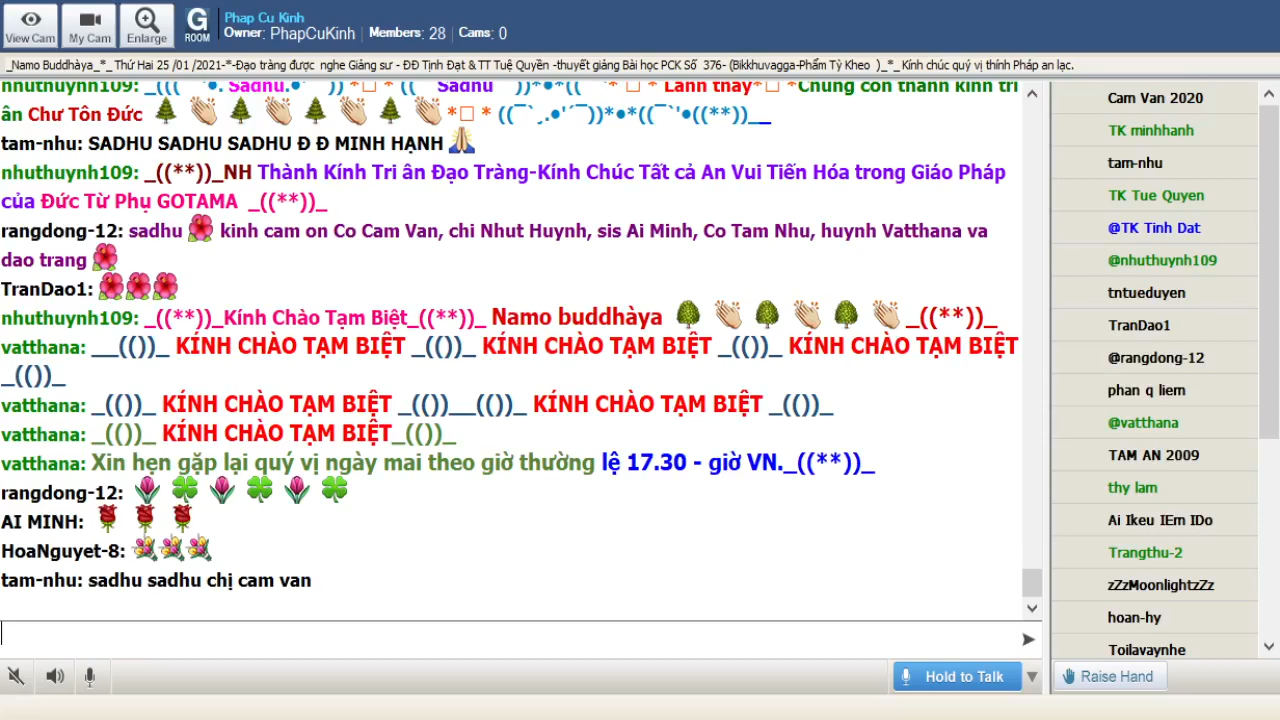 View Cam
My Cam
Enlarge
G
ROOM
Phap Cu Kinh
Owner: PhapCuKinh | Members: 28 | Cams: 0
_Namo Buddhàya_*_ Thứ Hai 25 /01 /2021-*-Đạo tràng được nghe Giảng sư - ĐĐ Tịnh Đạt & TT Tuệ Quyền -thuyết giảng Bài học PCK Số 376- (Bikkhuvagga-Phẩm Tỳ Kheo )_*_ Kính chúc quý vị thính Pháp an lạc.
nhuthuynh109: Sadhu Sadhu Lành thay Chúng con thành kính tri
ân Chư Tôn Đức
tam-nhu: SADHU SADHU SADHU Đ Đ MINH HẠNH
nhuthuynh109: _((**))_NH Thành Kính Tri ân Đạo Tràng-Kính Chúc Tất cả An Vui Tiến Hóa trong Giáo Pháp
của Đức Từ Phụ GOTAMA _((**))_
rangdong-12: sadhu kinh cam on Co Cam Van, chi Nhut Huynh, sis Ai Minh, Co Tam Nhu, huynh Vatthana va
dao trang
TranDao1:
nhuthuynh109: _((**))_Kính Chào Tạm Biệt_((**))_ Namo buddhàya _((**))_
vatthana: __(())_ KÍNH CHÀO TẠM BIỆT _(())_ KÍNH CHÀO TẠM BIỆT _(())_ KÍNH CHÀO TẠM BIỆT
_(())_
vatthana: _(())_ KÍNH CHÀO TẠM BIỆT _(())__(())_ KÍNH CHÀO TẠM BIỆT _(())_
vatthana: _(())_ KÍNH CHÀO TẠM BIỆT_(())_
vatthana: Xin hẹn gặp lại quý vị ngày mai theo giờ thường lệ 17.30 - giờ VN._((**))_
rangdong-12:
AI MINH:
HoaNguyet-8:
tam-nhu: sadhu sadhu chị cam van
Cam Van 2020
TK minhhanh
tam-nhu
TK Tue Quyen
@TK Tinh Dat
@nhuthuynh109
tntueduyen
TranDao1
@rangdong-12
phan q liem
@vatthana
TAM AN 2009
thy lam
Ai Ikeu IEm IDo
Trangthu-2
zZzMoonlightzZz
hoan-hy
Toilavaynhe
Hold to Talk
Raise Hand